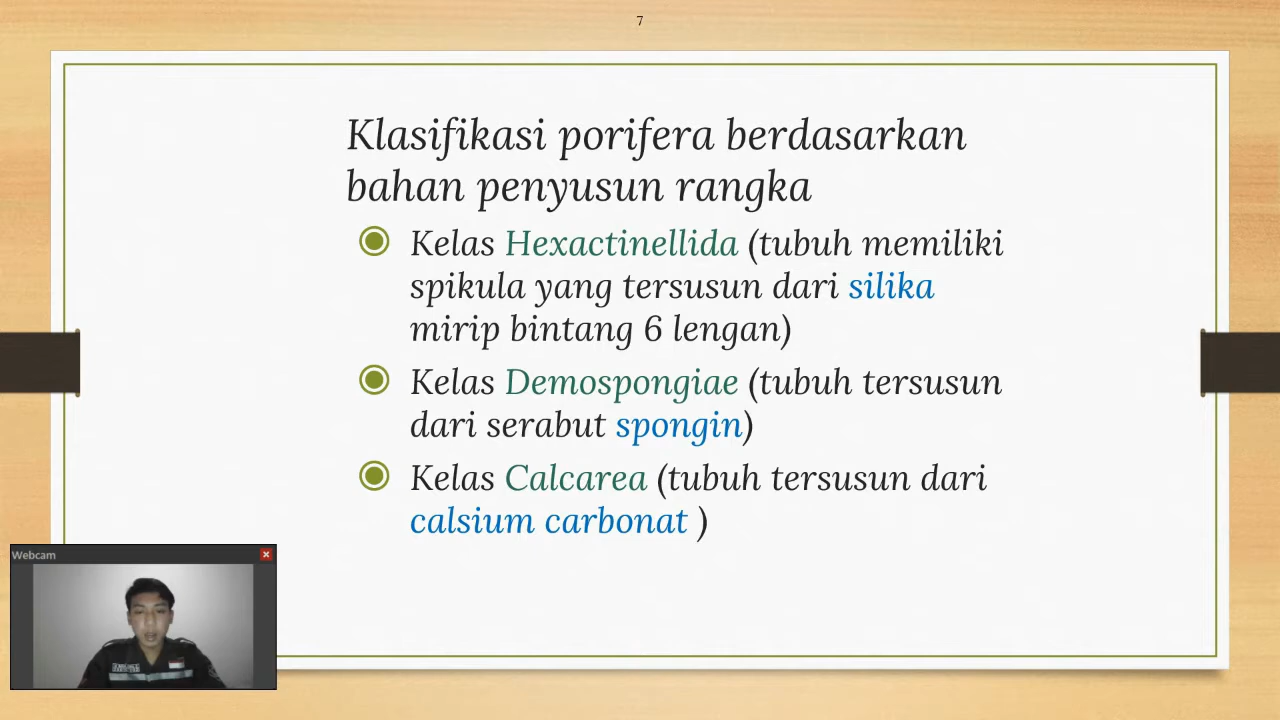 7
Klasifikasi porifera berdasarkan
bahan penyusun rangka
Kelas Hexactinellida (tubuh memiliki
spikula yang tersusun dari silika
mirip bintang 6 lengan)
Kelas Demospongiae (tubuh tersusun
dari serabut spongin)
Kelas Calcarea (tubuh tersusun dari
calsium carbonat )
Webcam